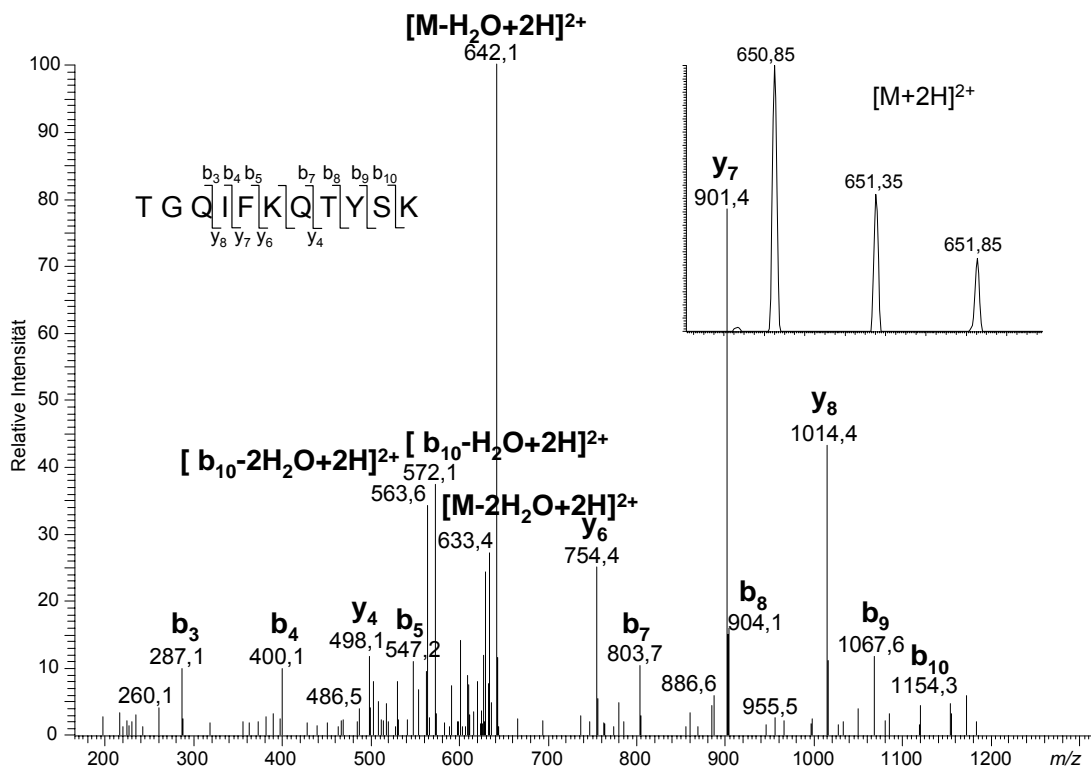 [M-H₂O+2H]²⁺
642,1
650,85
[M+2H]²⁺
y₇
901,4
651,35
651,85
b₃ b₄ b₅ b₇ b₈ b₉ b₁₀
T G Q I F K Q T Y S K
y₈ y₇ y₆ y₄
y₈
1014,4
[ b₁₀-2H₂O+2H]²⁺
[ b₁₀-H₂O+2H]²⁺
563,6
572,1
[M-2H₂O+2H]²⁺
633,4
y₆
754,4
b₃
287,1
260,1
b₄
400,1
y₄
498,1
486,5
b₅
547,2
b₇
803,7
886,6
b₈
904,1
955,5
b₉
1067,6
b₁₀
1154,3
Relative Intensität
100
90
80
70
60
50
40
30
20
10
0
200 300 400 500 600 700 800 900 1000 1100 1200 m/z